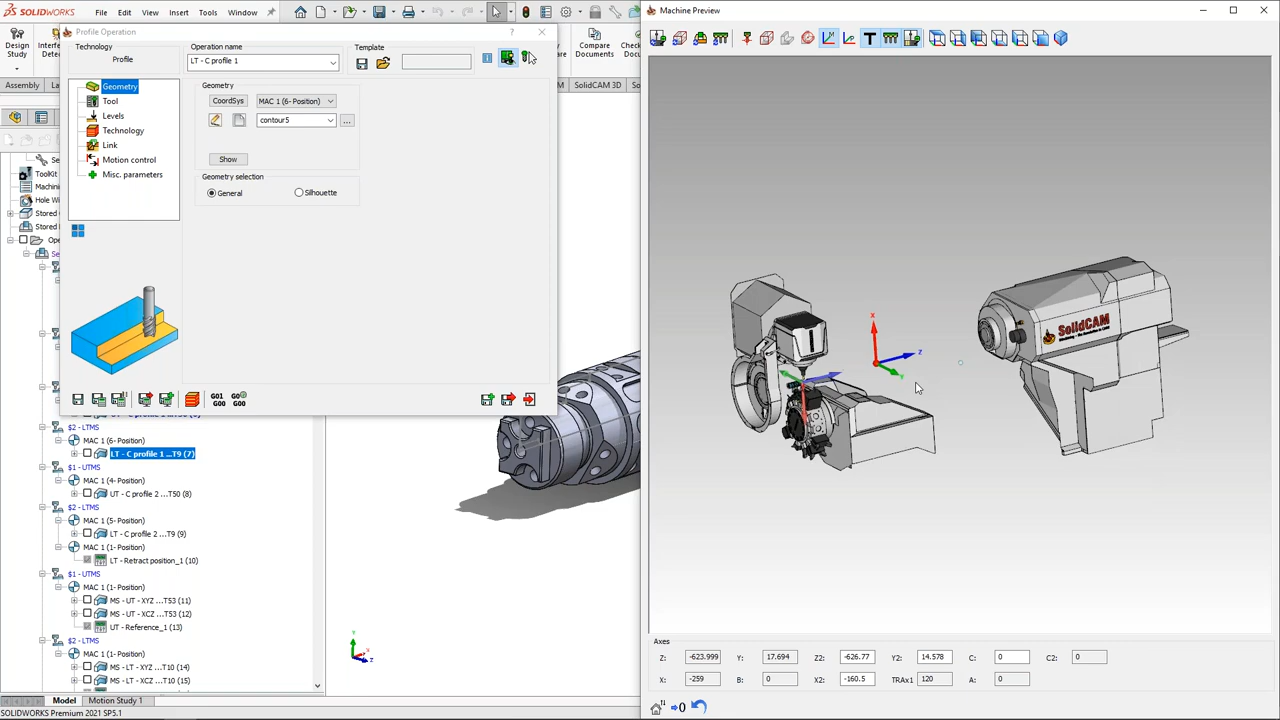 SOLIDWORKS
File
Edit
View
Insert
Tools
Window
Design
Study
Compare
Documents
Assembly
SolidCAM 3D
Profile Operation
Technology
Profile
Operation name
LT - C profile 1
Template
Geometry
Tool
Levels
Technology
Link
Motion control
Misc. parameters
Geometry
CoordSys
MAC 1 (6- Position)
contour5
...
Show
Geometry selection
General
Silhouette
G01
G00
G00
G00
ToolKit
Machini
Hole Wi
Stored
Stored
$2 - LTMS
MAC 1 (6- Position)
LT - C profile 1 ...T9 (7)
$1 - UTMS
MAC 1 (4- Position)
UT - C profile 2 ...T50 (8)
$2 - LTMS
MAC 1 (5- Position)
LT - C profile 2 ...T9 (9)
MAC 1 (1- Position)
LT - Retract position_1 (10)
$1 - UTMS
MAC 1 (1- Position)
MS - UT - XYZ ...T53 (11)
MS - UT - XCZ ...T53 (12)
UT - Reference_1 (13)
$2 - LTMS
MAC 1 (1- Position)
MS - LT - XYZ ...T10 (14)
MS - LT - XCZ ...T10 (15)
Model
Motion Study 1
SOLIDWORKS Premium 2021 SP5.1
Machine Preview
X
Z
Y
SolidCAM
Axes
Z: -623.999 Y: 17.694 Z2: -626.77 Y2: 14.578 C: 0 C2: 0
X: -259 B: 0 X2: -160.5 TRAx1 120 A: 0